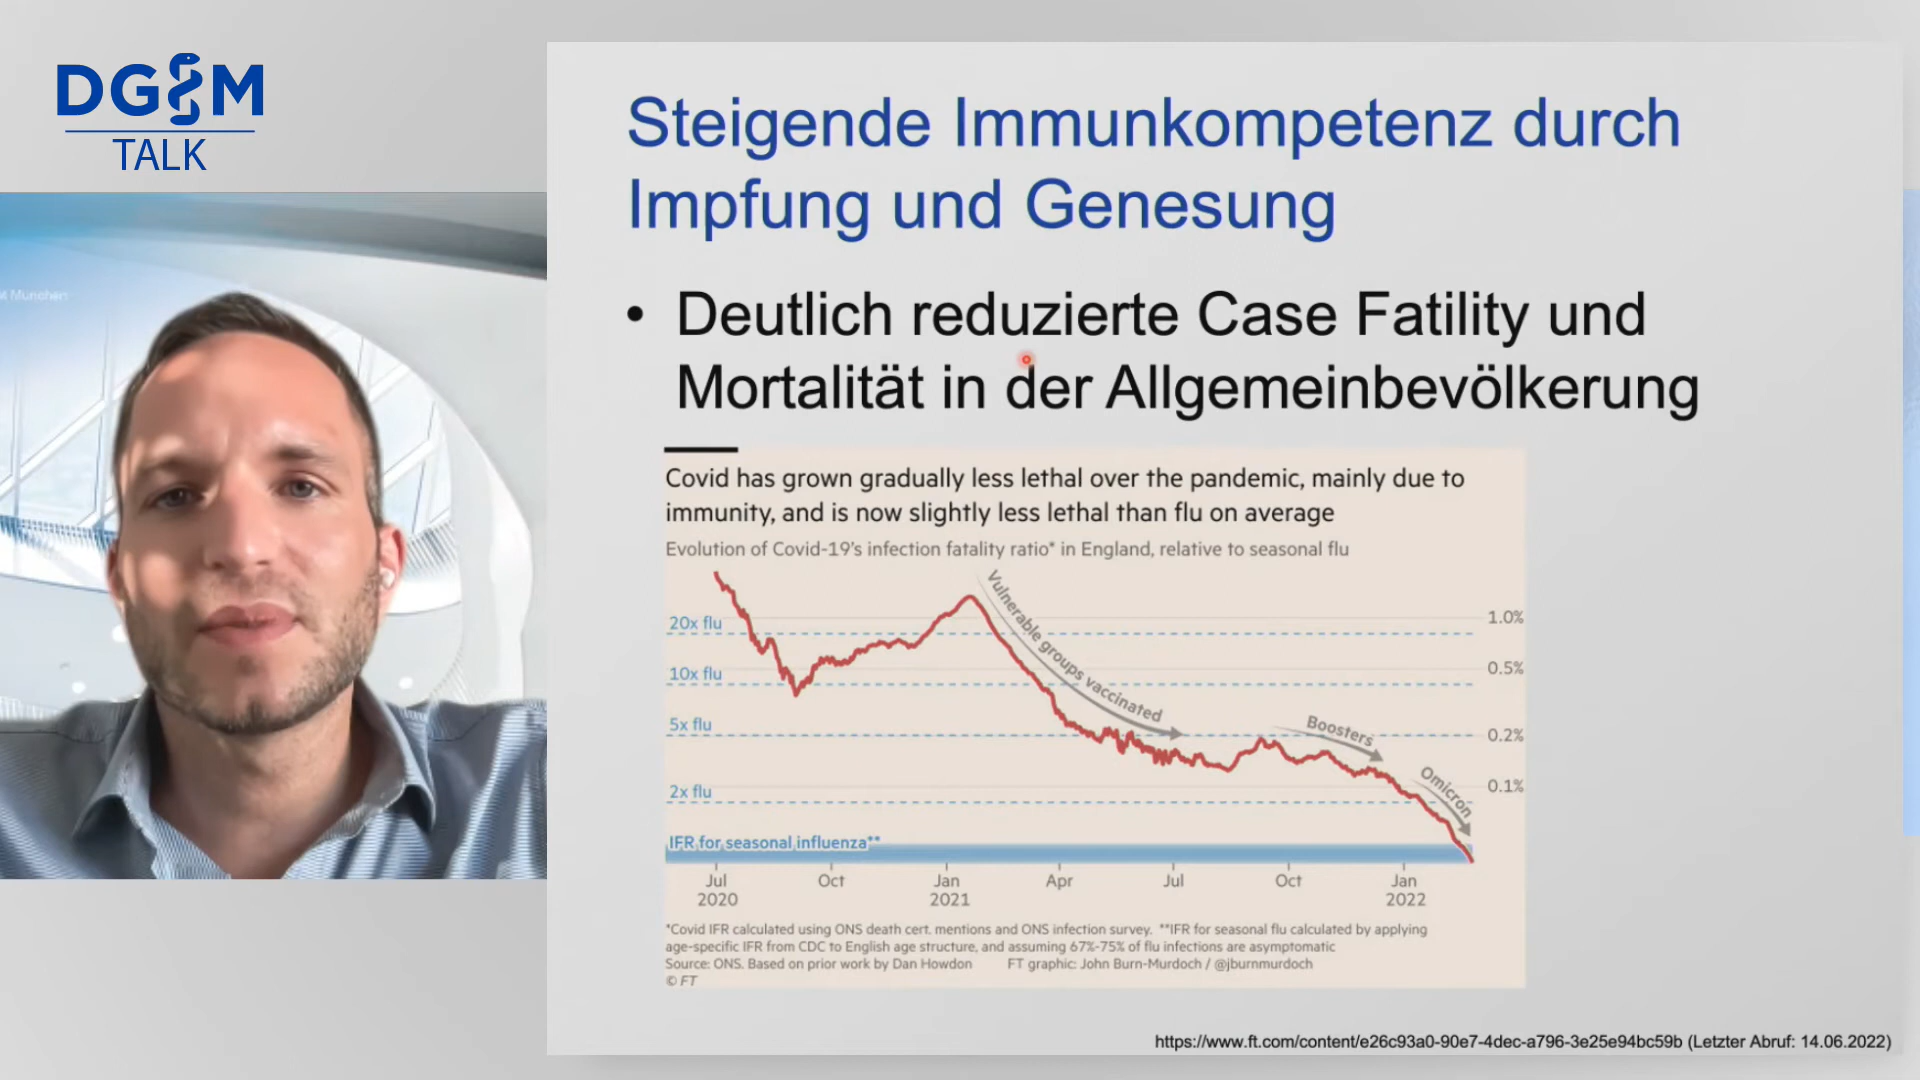 DGIM
TALK
München
Steigende Immunkompetenz durch
Impfung und Genesung
• Deutlich reduzierte Case Fatility und
Mortalität in der Allgemeinbevölkerung
Covid has grown gradually less lethal over the pandemic, mainly due to
immunity, and is now slightly less lethal than flu on average
Evolution of Covid-19's infection fatality ratio* in England, relative to seasonal flu
Vulnerable groups vaccinated
20x flu
1.0%
10x flu
0.5%
5x flu
Boosters
0.2%
2x flu
Omicron
0.1%
IFR for seasonal influenza**
Jul Oct Jan Apr Jul Oct Jan
2020 2021 2022
*Covid IFR calculated using ONS death cert. mentions and ONS infection survey. **IFR for seasonal flu calculated by applying
age-specific IFR from CDC to English age structure, and assuming 67%-75% of flu infections are asymptomatic
Source: ONS. Based on prior work by Dan Howdon FT graphic: John Burn-Murdoch / @jburnmurdoch
© FT
https://www.ft.com/content/e26c93a0-90e7-4dec-a796-3e25e94bc59b (Letzter Abruf: 14.06.2022)